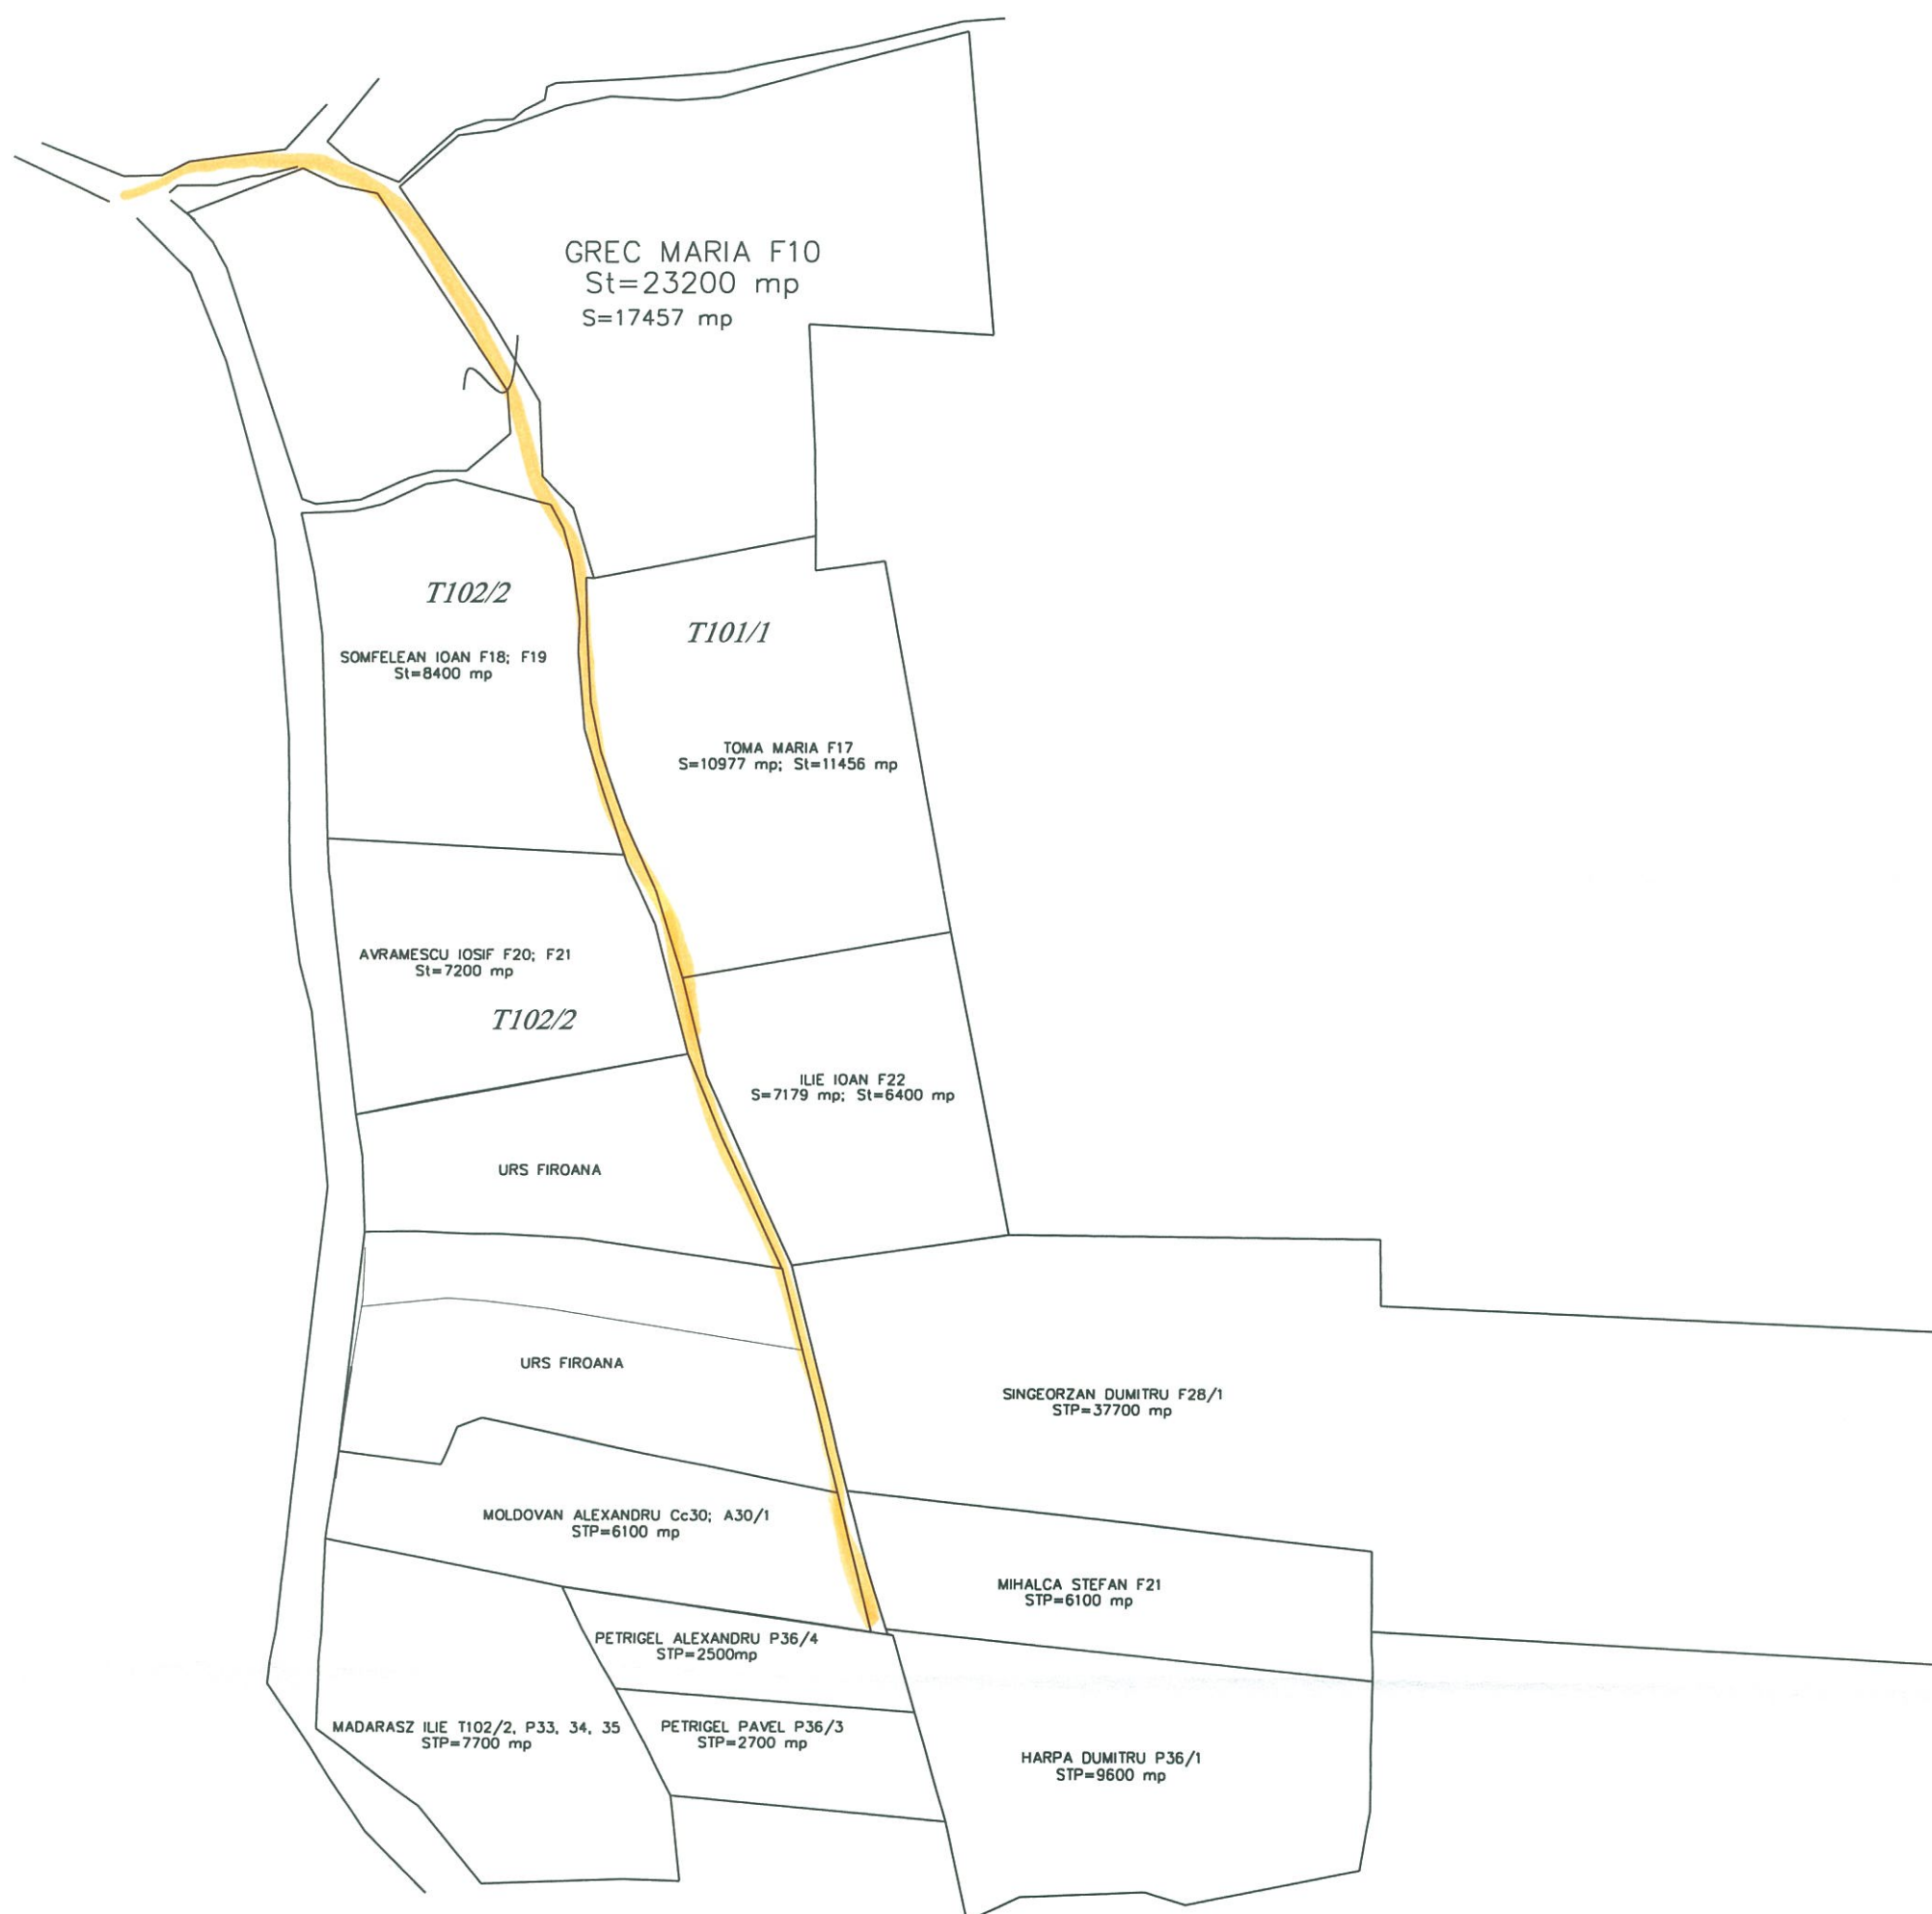 GREC MARIA F10
St=23200 mp
S=17457 mp
T102/2
SOMFELEAN IOAN F18; F19
St=8400 mp
T101/1
TOMA MARIA F17
S=10977 mp; St=11456 mp
AVRAMESCU IOSIF F20; F21
St=7200 mp
T102/2
ILIE IOAN F22
S=7179 mp; St=6400 mp
URS FIROANA
URS FIROANA
SINGEORZAN DUMITRU F28/1
STP=37700 mp
MOLDOVAN ALEXANDRU Cc30; A30/1
STP=6100 mp
MIHALCA STEFAN F21
STP=6100 mp
PETRIGEL ALEXANDRU P36/4
STP=2500mp
MADARASZ ILIE T102/2, P33, 34, 35
STP=7700 mp
PETRIGEL PAVEL P36/3
STP=2700 mp
HARPA DUMITRU P36/1
STP=9600 mp